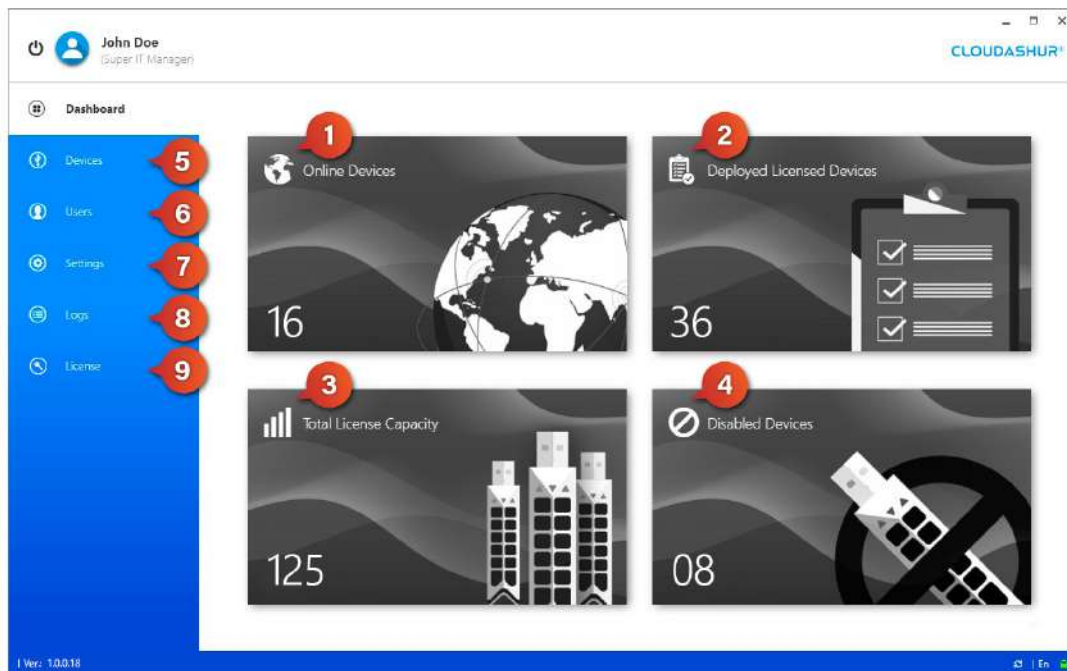 John Doe
(Super IT Manager)
CLOUDASHUR®
Dashboard
1
2
Devices
5
Online Devices
Deployed Licensed Devices
Users
6
Settings
7
Logs
8
16
36
License
9
3
4
Total License Capacity
Disabled Devices
125
08
| Ver.: 1.0.0.18
| En